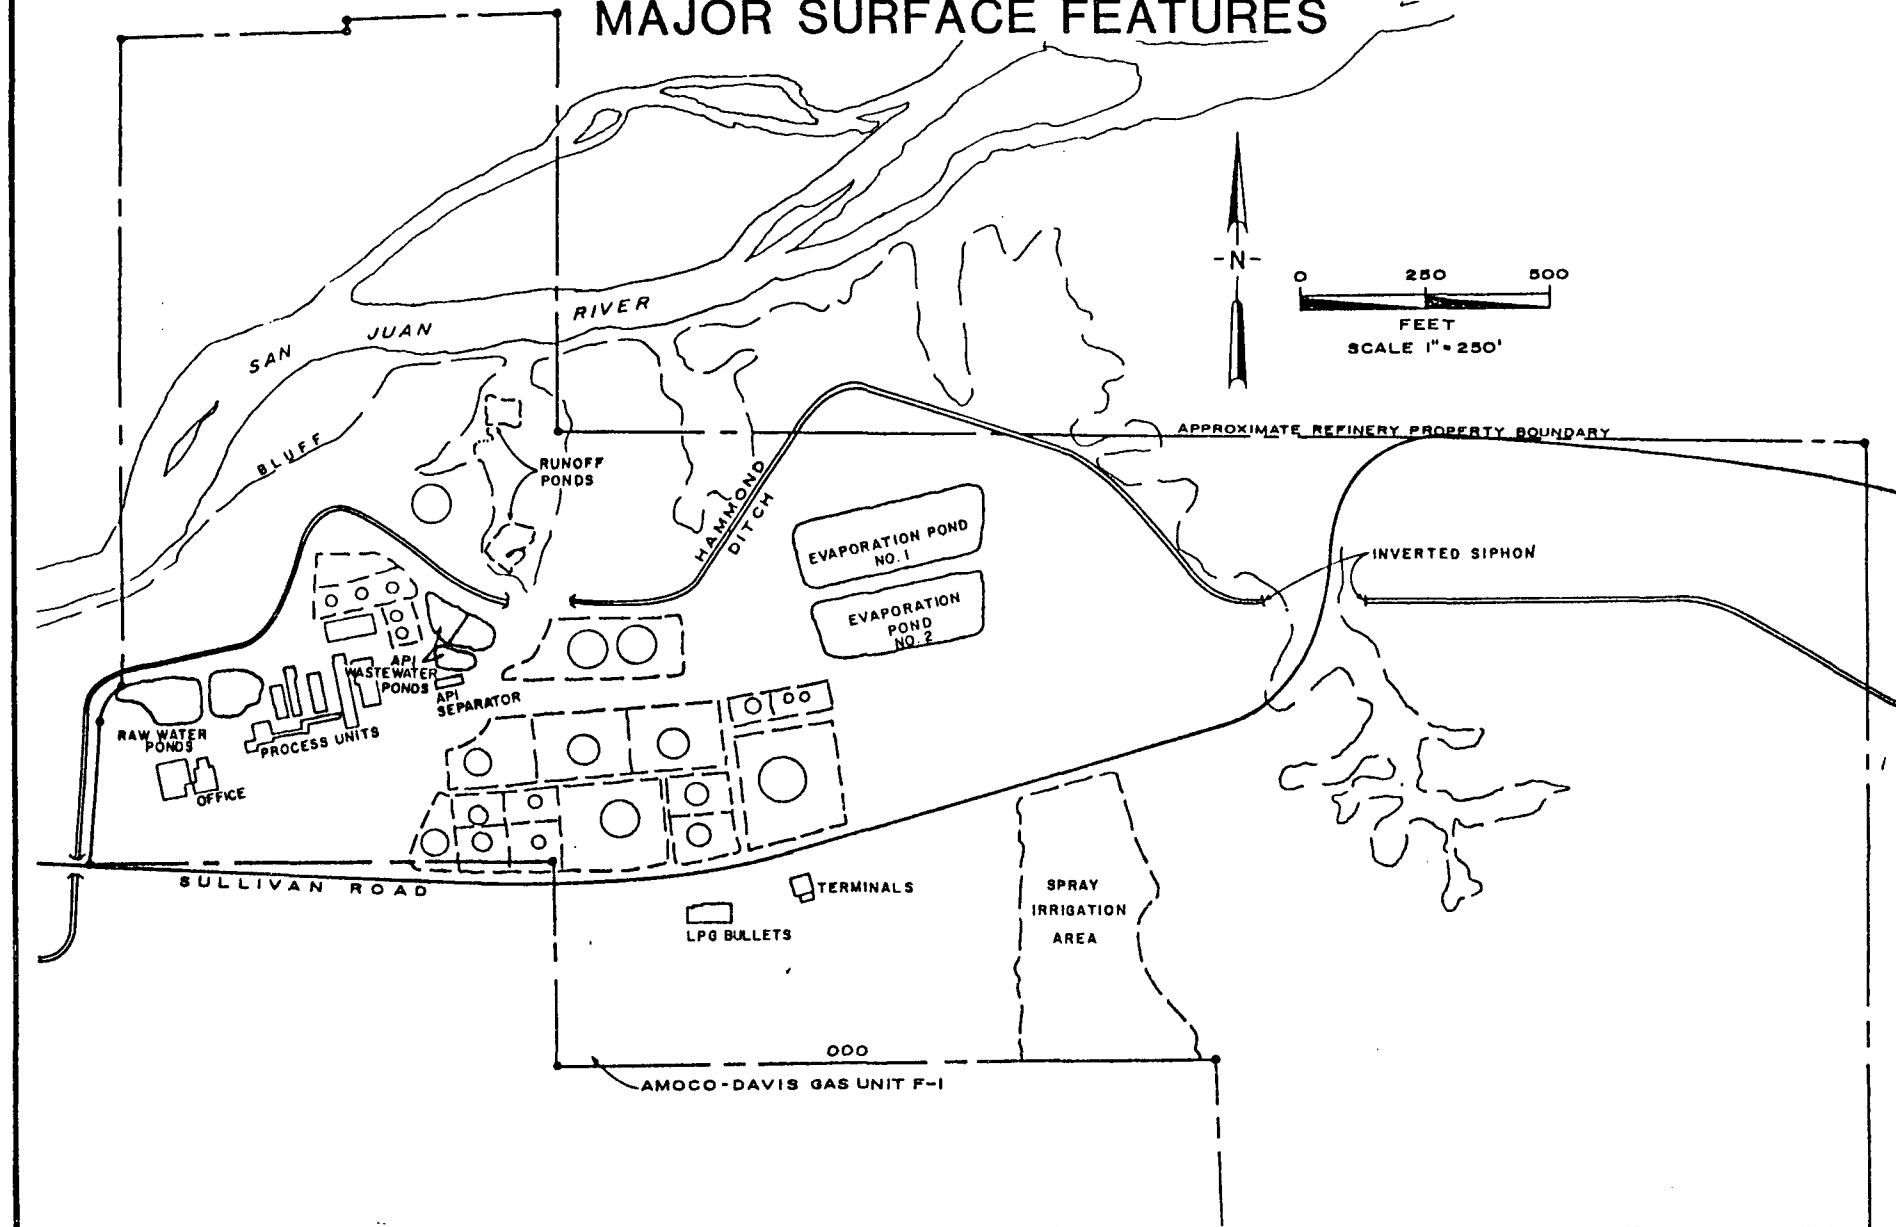 MAJOR SURFACE FEATURES
-N-
0 250 500
FEET
SCALE 1"=250'
SAN JUAN RIVER
BLUFF
APPROXIMATE REFINERY PROPERTY BOUNDARY
RUNOFF
PONDS
HAMMOND
DITCH
EVAPORATION POND
NO. 1
INVERTED SIPHON
EVAPORATION
POND
NO. 2
API
WASTEWATER
PONDS
API
SEPARATOR
RAW WATER
PONDS
PROCESS UNITS
OFFICE
SULLIVAN ROAD
TERMINALS
LPG BULLETS
SPRAY
IRRIGATION
AREA
000
AMOCO-DAVIS GAS UNIT F-1